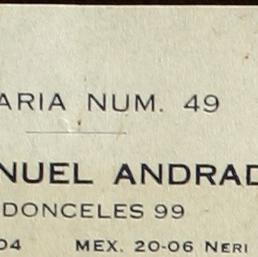 ARIA NUM. 49
NUEL ANDRAD
DONCELES 99
04 MEX. 20-06 NERI